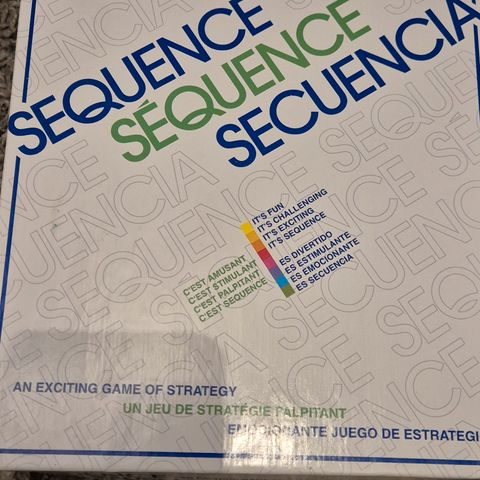 SEQUENCE
SÉQUENCE
SECUENCIA
IT'S FUN
IT'S CHALLENGING
IT'S EXCITING
IT'S SEQUENCE
C'EST AMUSANT
C'EST STIMULANT
C'EST PALPITANT
C'EST SEQUENCE
ES DIVERTIDO
ES ESTIMULANTE
ES EMOCIONANTE
ES SECUENCIA
AN EXCITING GAME OF STRATEGY
UN JEU DE STRATÉGIE PALPITANT
EMOCIONANTE JUEGO DE ESTRATEGI